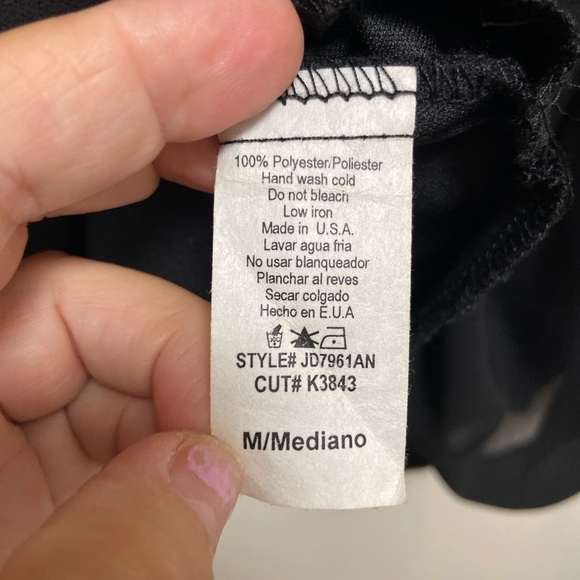 100% Polyester/Poliester
Hand wash cold
Do not bleach
Low iron
Made in U.S.A.
Lavar agua fria
No usar blanqueador
Planchar al reves
Secar colgado
Hecho en E.U.A
STYLE# JD7961AN
CUT# K3843
M/Mediano